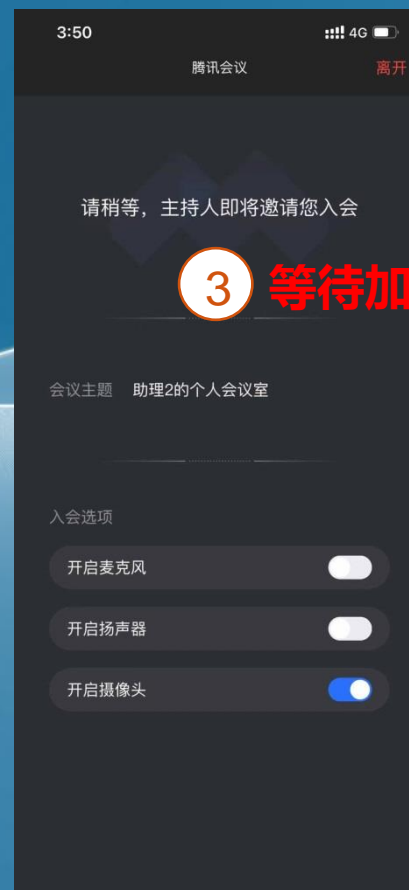 3:50 4G
腾讯会议 离开
请稍等，主持人即将邀请您入会
3 等待加
会议主题 助理2的个人会议室
入会选项
开启麦克风
开启扬声器
开启摄像头